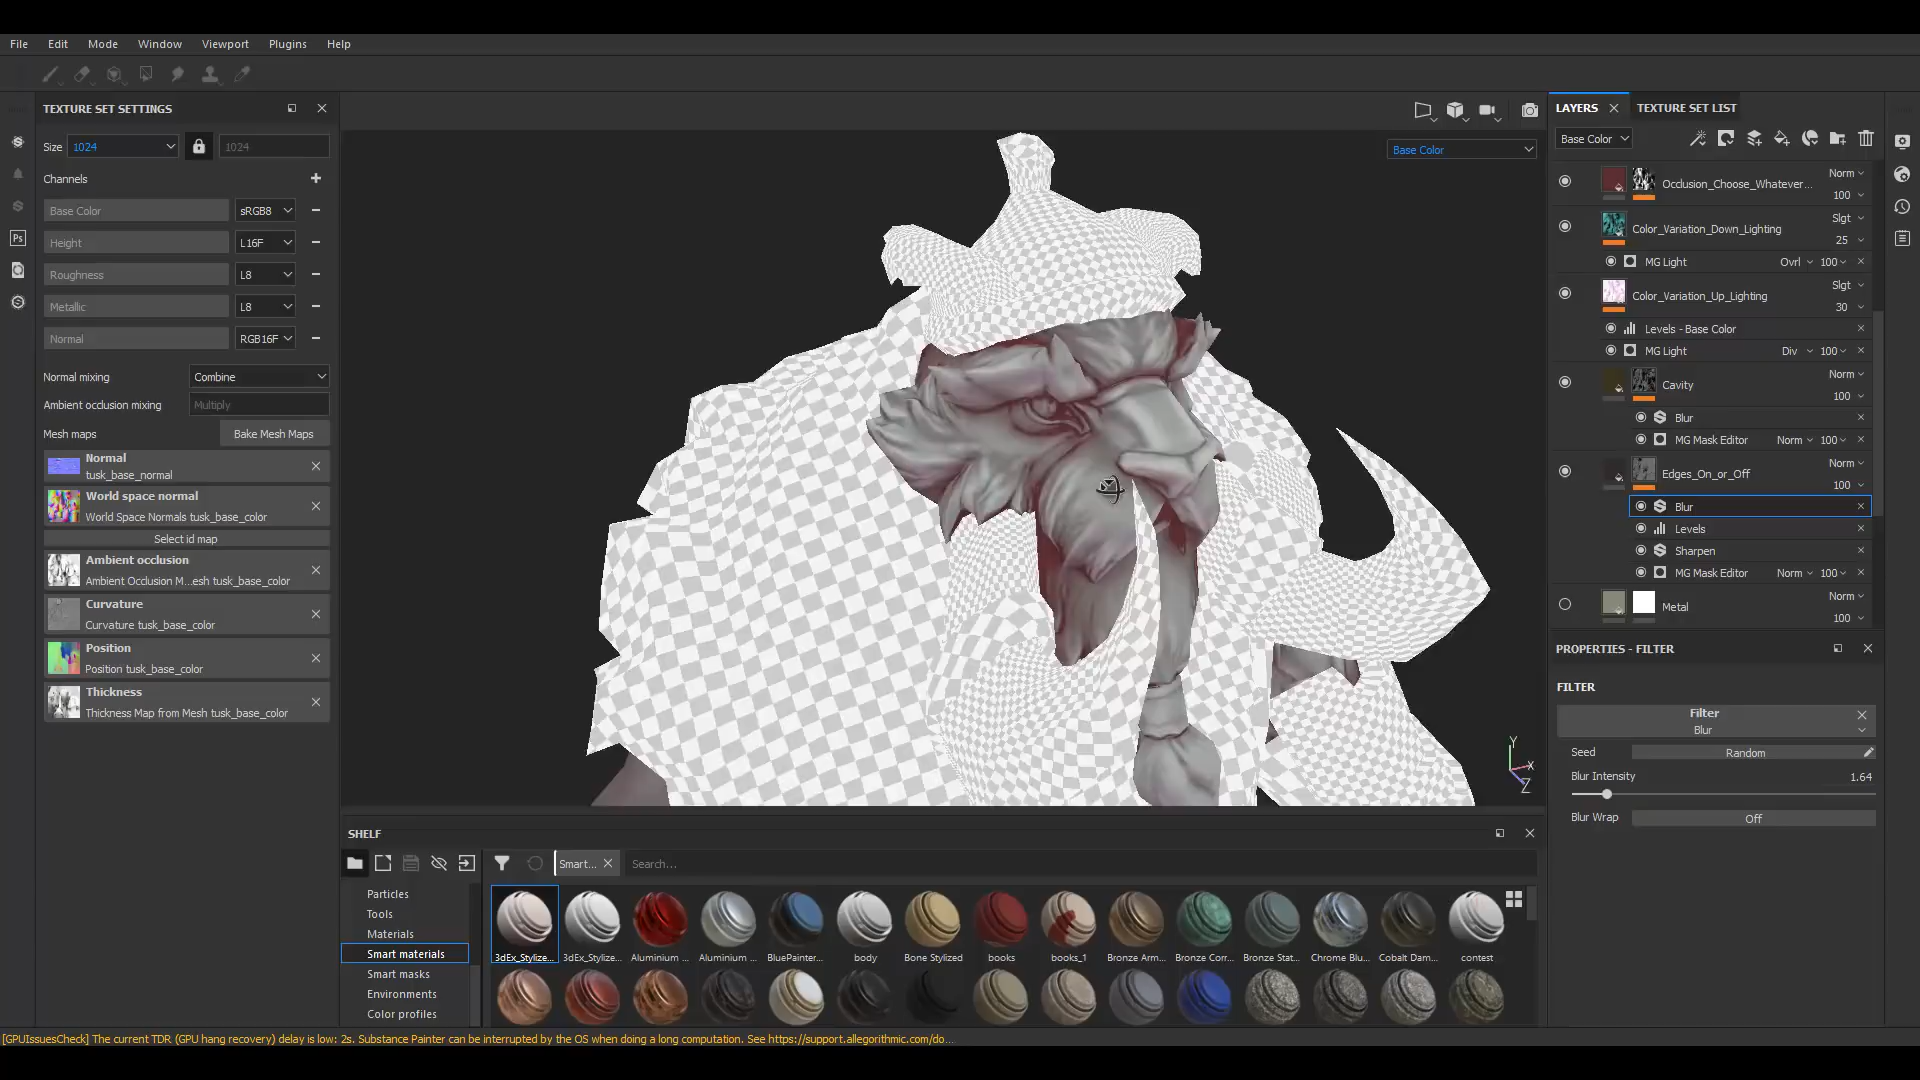 File Edit Mode Window Viewport Plugins Help
TEXTURE SET SETTINGS
Size 1024 1024
Channels
Base Color sRGB8
Height L16F
Roughness L8
Metallic L8
Normal RGB16F
Normal mixing Combine
Ambient occlusion mixing Multiply
Mesh maps Bake Mesh Maps
Normal
tusk_base_normal
World space normal
World Space Normals tusk_base_color
Select id map
Ambient occlusion
Ambient Occlusion M...esh tusk_base_color
Curvature
Curvature tusk_base_color
Position
Position tusk_base_color
Thickness
Thickness Map from Mesh tusk_base_color
Ps
Base Color
Y
X
Z
SHELF
Smart... Search...
Particles
Tools
Materials
Smart materials
Smart masks
Environments
Color profiles
3dEx_Stylize... 3dEx_Stylize... Aluminium ... Aluminium ... BluePainter... body Bone Stylized books books_1 Bronze Arm... Bronze Corr... Bronze Stat... Chrome Blu... Cobalt Dam... contest
LAYERS TEXTURE SET LIST
Base Color
Occlusion_Choose_Whatever... Norm
100
Color_Variation_Down_Lighting Slgt
25
MG Light Ovrl 100
Color_Variation_Up_Lighting Slgt
30
Levels - Base Color
MG Light Div 100
Cavity Norm
100
Blur
MG Mask Editor Norm 100
Edges_On_or_Off Norm
100
Blur
Levels
Sharpen
MG Mask Editor Norm 100
Metal Norm
100
PROPERTIES - FILTER
FILTER
Filter
Blur
Seed Random
Blur Intensity 1.64
Blur Wrap Off
[GPUIssuesCheck] The current TDR (GPU hang recovery) delay is low: 2s. Substance Painter can be interrupted by the OS when doing a long computation. See https://support.allegorithmic.com/do...